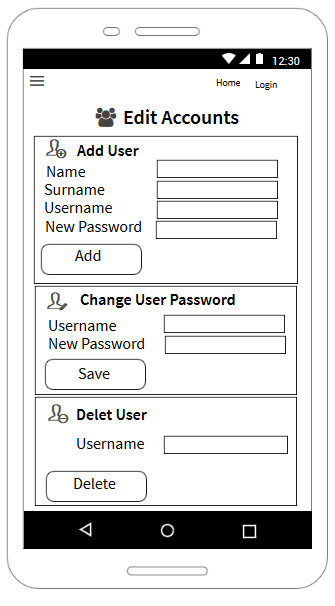 12:30
Home Login
Edit Accounts
Add User
Name
Surname
Username
New Password
Add
Change User Password
Username
New Password
Save
Delet User
Username
Delete